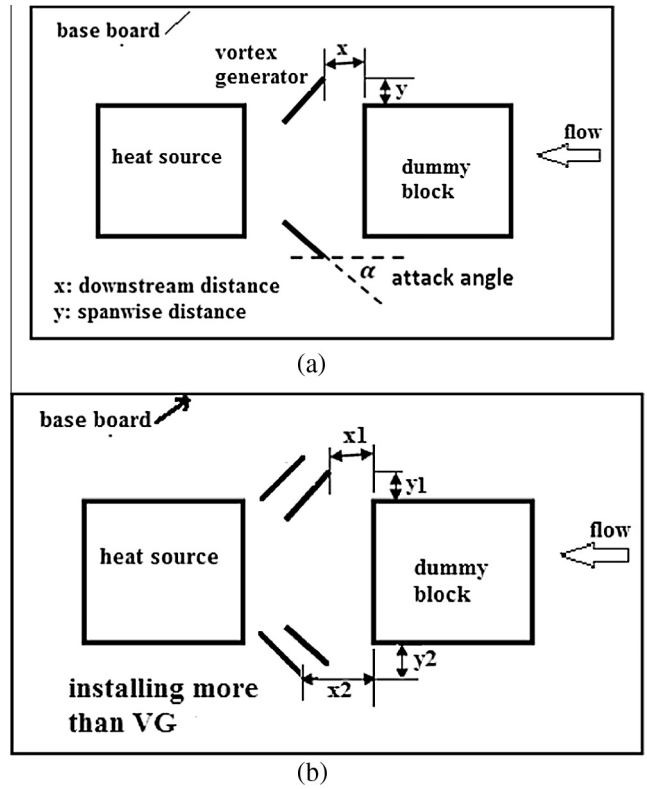 base board
vortex
generator
x
y
flow
heat source
dummy
block
α attack angle
x: downstream distance
y: spanwise distance
(a)
base board
x1
y1
flow
heat source
dummy
block
y2
x2
installing more
than VG
(b)